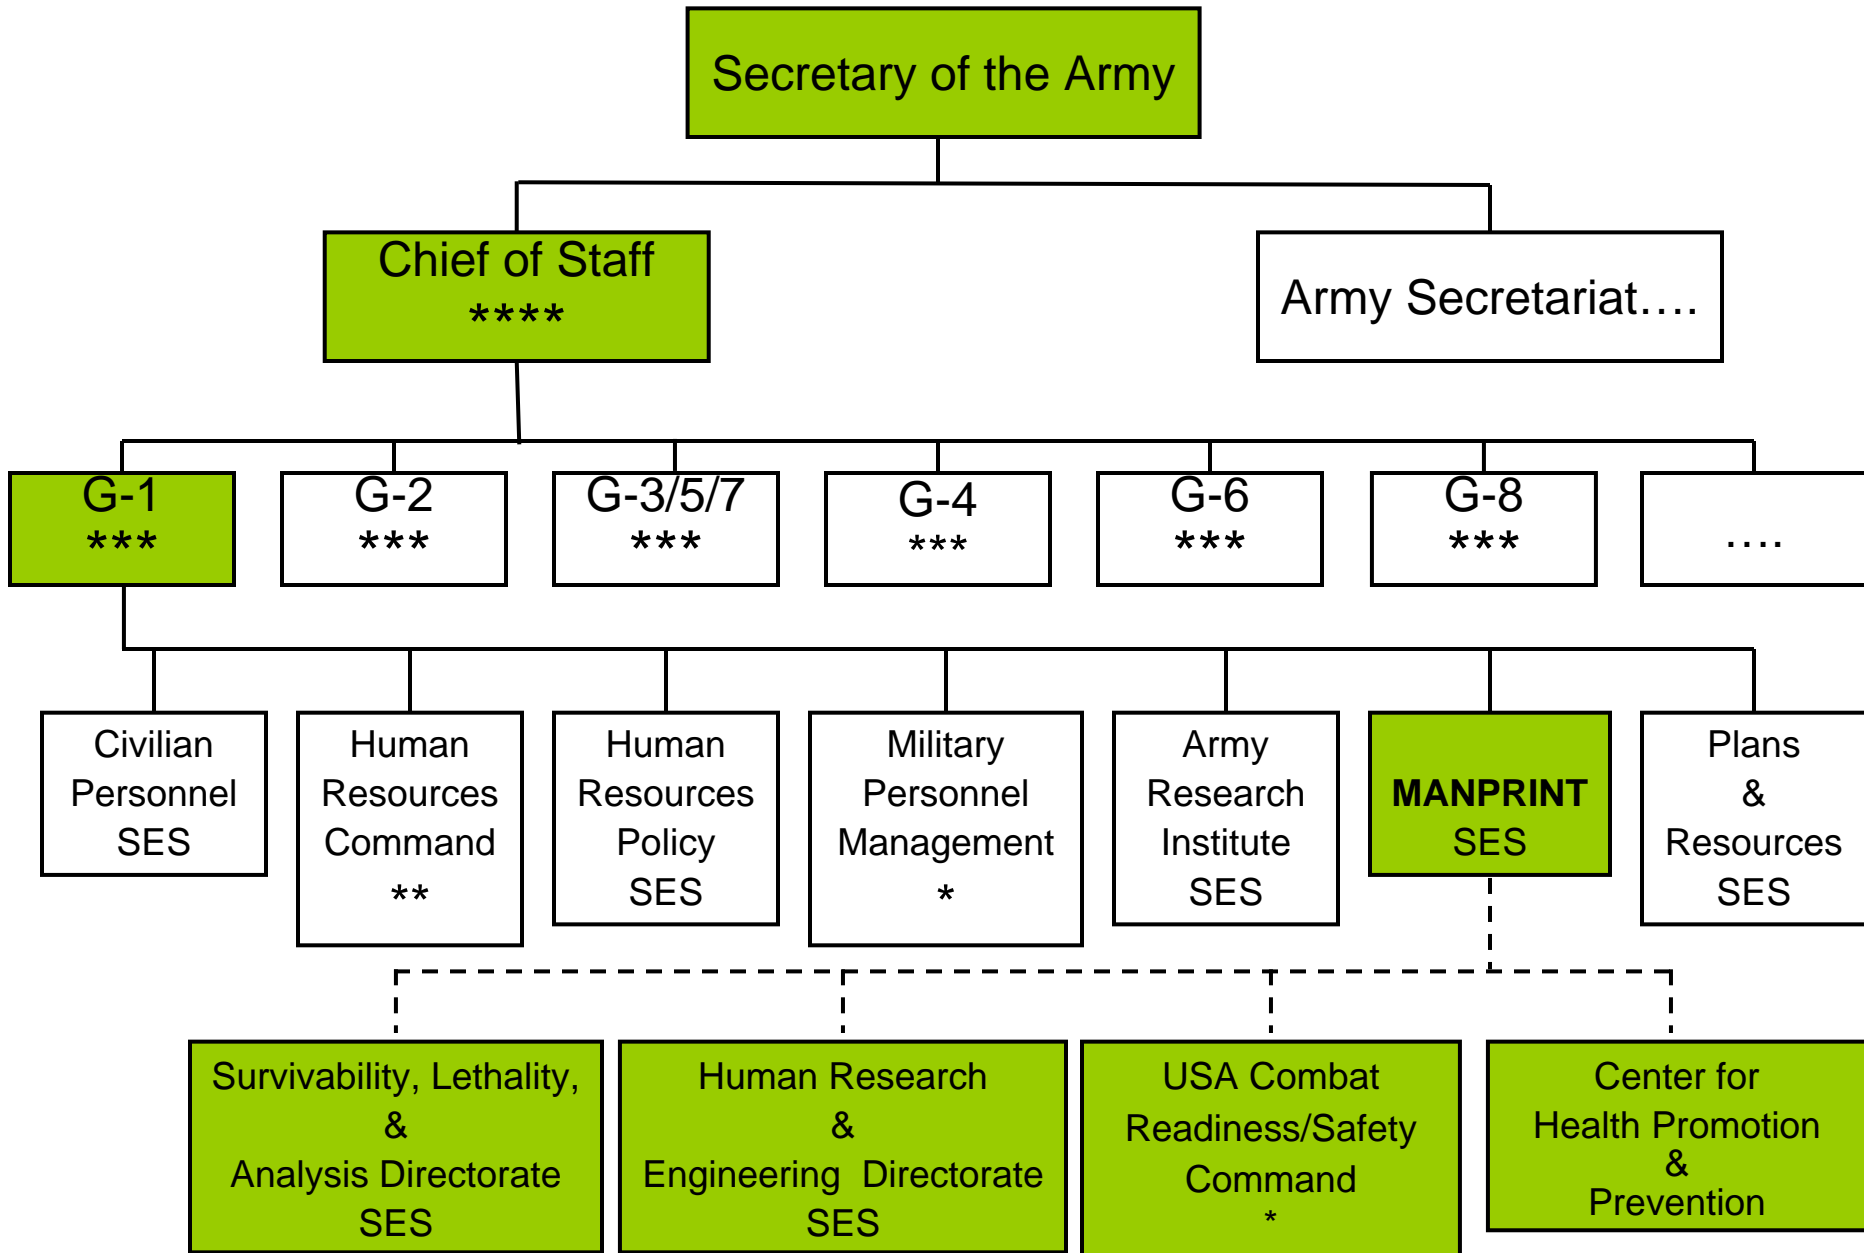 Secretary of the Army
Chief of Staff
****
Army Secretariat....
G-1
***
G-2
***
G-3/5/7
***
G-4
***
G-6
***
G-8
***
....
Civilian
Personnel
SES
Human
Resources
Command
**
Human
Resources
Policy
SES
Military
Personnel
Management
*
Army
Research
Institute
SES
MANPRINT
SES
Plans
&
Resources
SES
Survivability, Lethality,
&
Analysis Directorate
SES
Human Research
&
Engineering  Directorate
SES
USA Combat
Readiness/Safety
Command
*
Center for
Health Promotion
&
Prevention